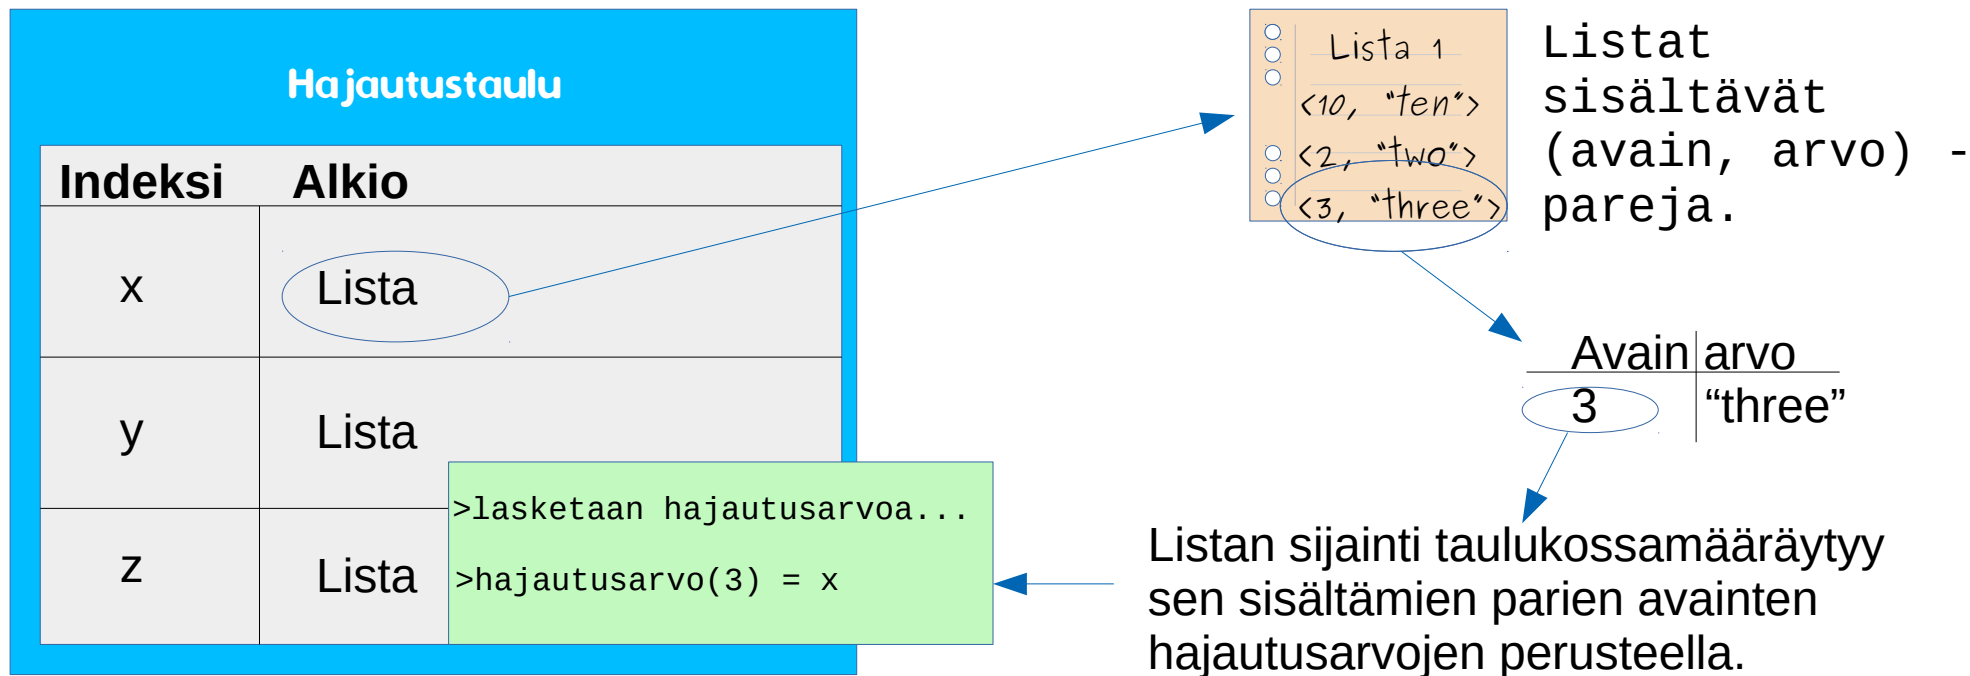 Hajautustaulu
Indeksi Alkio
x Lista
y Lista
z Lista
>lasketaan hajautusarvoa...
>hajautusarvo(3) = x
Lista 1
<10, "ten">
<2, "two">
<3, "three">
Listat
sisältävät
(avain, arvo) -
pareja.
Avain arvo
3 “three”
Listan sijainti taulukossamääräytyy
sen sisältämien parien avainten
hajautusarvojen perusteella.